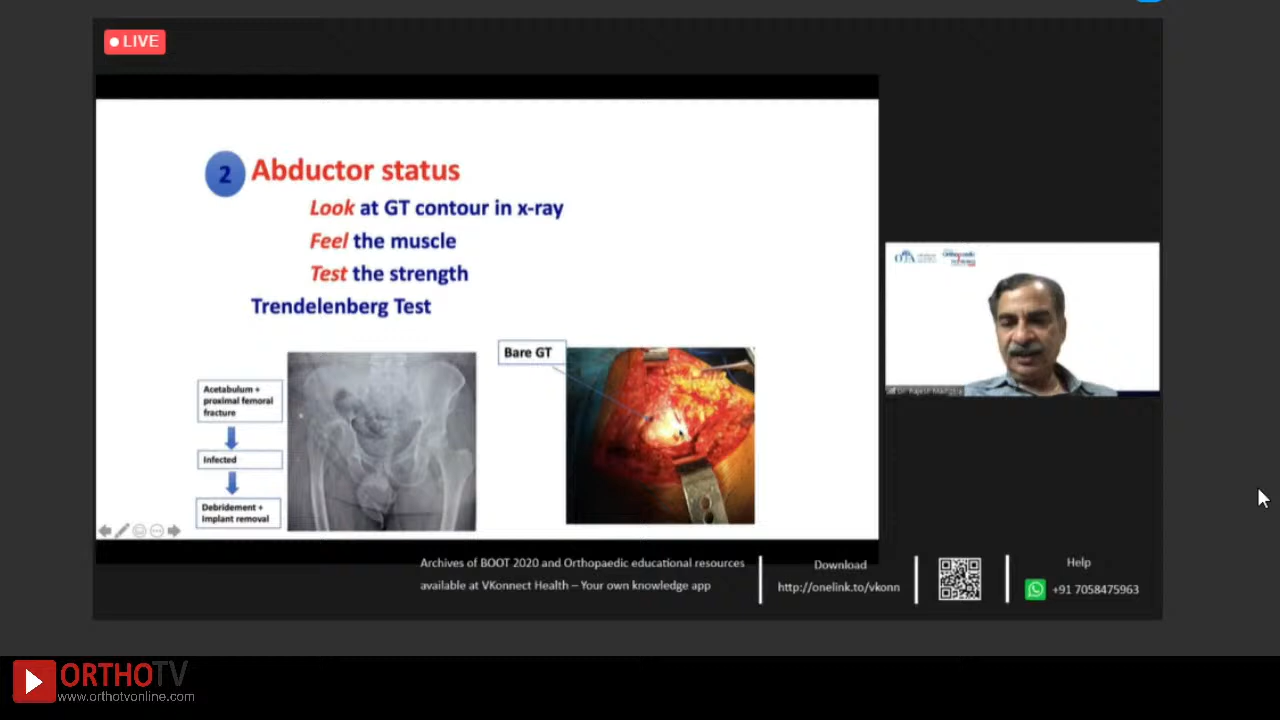 LIVE
2
Abductor status
Look at GT contour in x-ray
Feel the muscle
Test the strength
Trendelenberg Test
Bare GT
Acetabulum +
proximal femoral
fracture
Infected
Debridement +
Implant removal
OTA
Archives of BOOT 2020 and Orthopaedic educational resources
available at VKonnect Health – Your own knowledge app
Download
http://onelink.to/vkonn
Help
+91 7058475963
ORTHOTV
www.orthotvonline.com